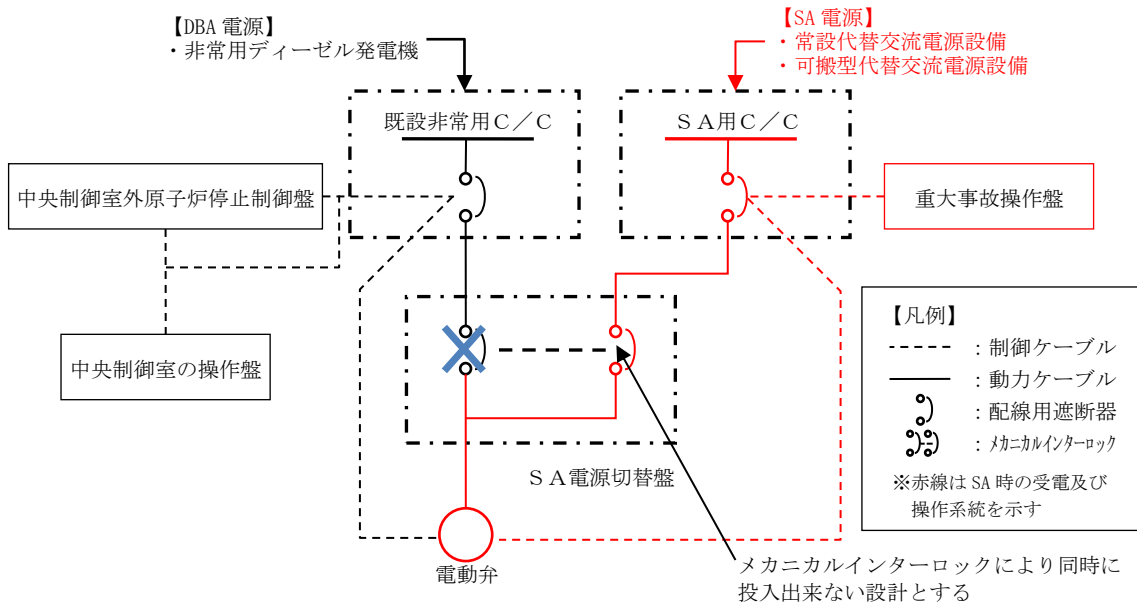 【DBA 電源】
・非常用ディーゼル発電機
【SA 電源】
・常設代替交流電源設備
・可搬型代替交流電源設備
既設非常用Ｃ／Ｃ
ＳＡ用Ｃ／Ｃ
中央制御室外原子炉停止制御盤
重大事故操作盤
中央制御室の操作盤
ＳＡ電源切替盤
電動弁
【凡例】
：制御ケーブル
：動力ケーブル
：配線用遮断器
：ﾒｶﾆｶﾙｲﾝﾀｰﾛｯｸ
※赤線は SA 時の受電及び
操作系統を示す
メカニカルインターロックにより同時に
投入出来ない設計とする